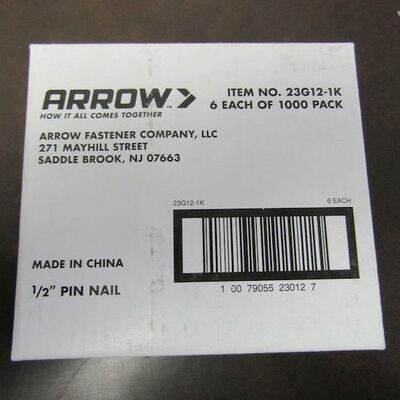 ARROW™
HOW IT ALL COMES TOGETHER
ITEM NO. 23G12-1K
6 EACH OF 1000 PACK
ARROW FASTENER COMPANY, LLC
271 MAYHILL STREET
SADDLE BROOK, NJ 07663
23G12-1K 6 EACH
1 00 79055 23012 7
MADE IN CHINA
1/2" PIN NAIL